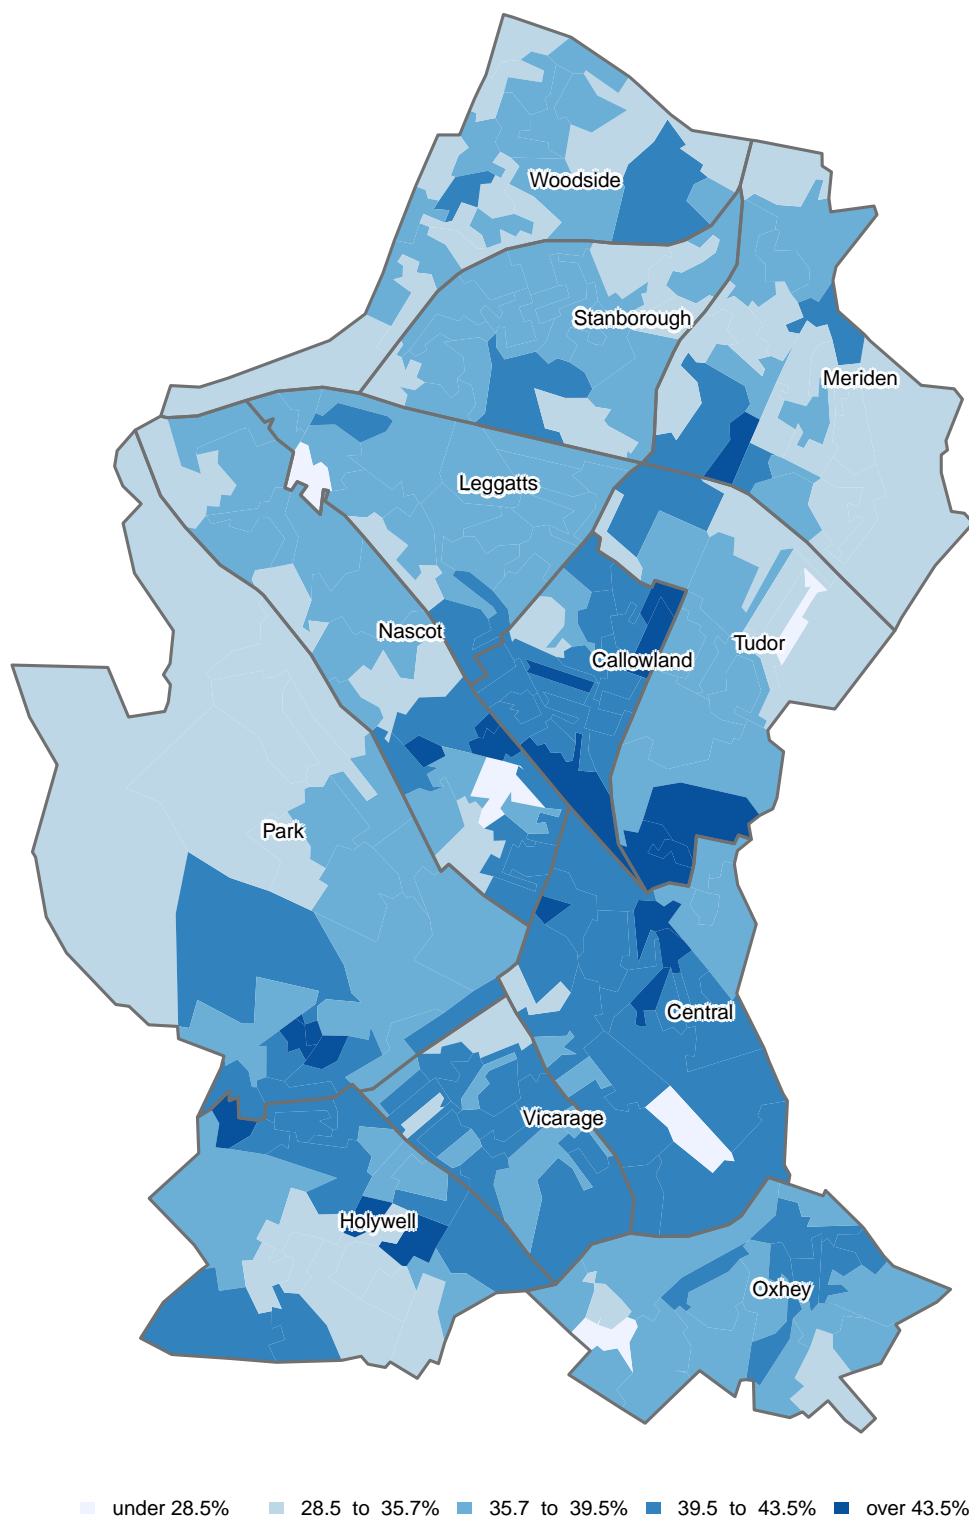 Woodside
Stanborough
Meriden
Leggatts
Nascot
Callowland
Tudor
Park
Central
Vicarage
Holywell
Oxhey
under 28.5% 28.5 to 35.7% 35.7 to 39.5% 39.5 to 43.5% over 43.5%